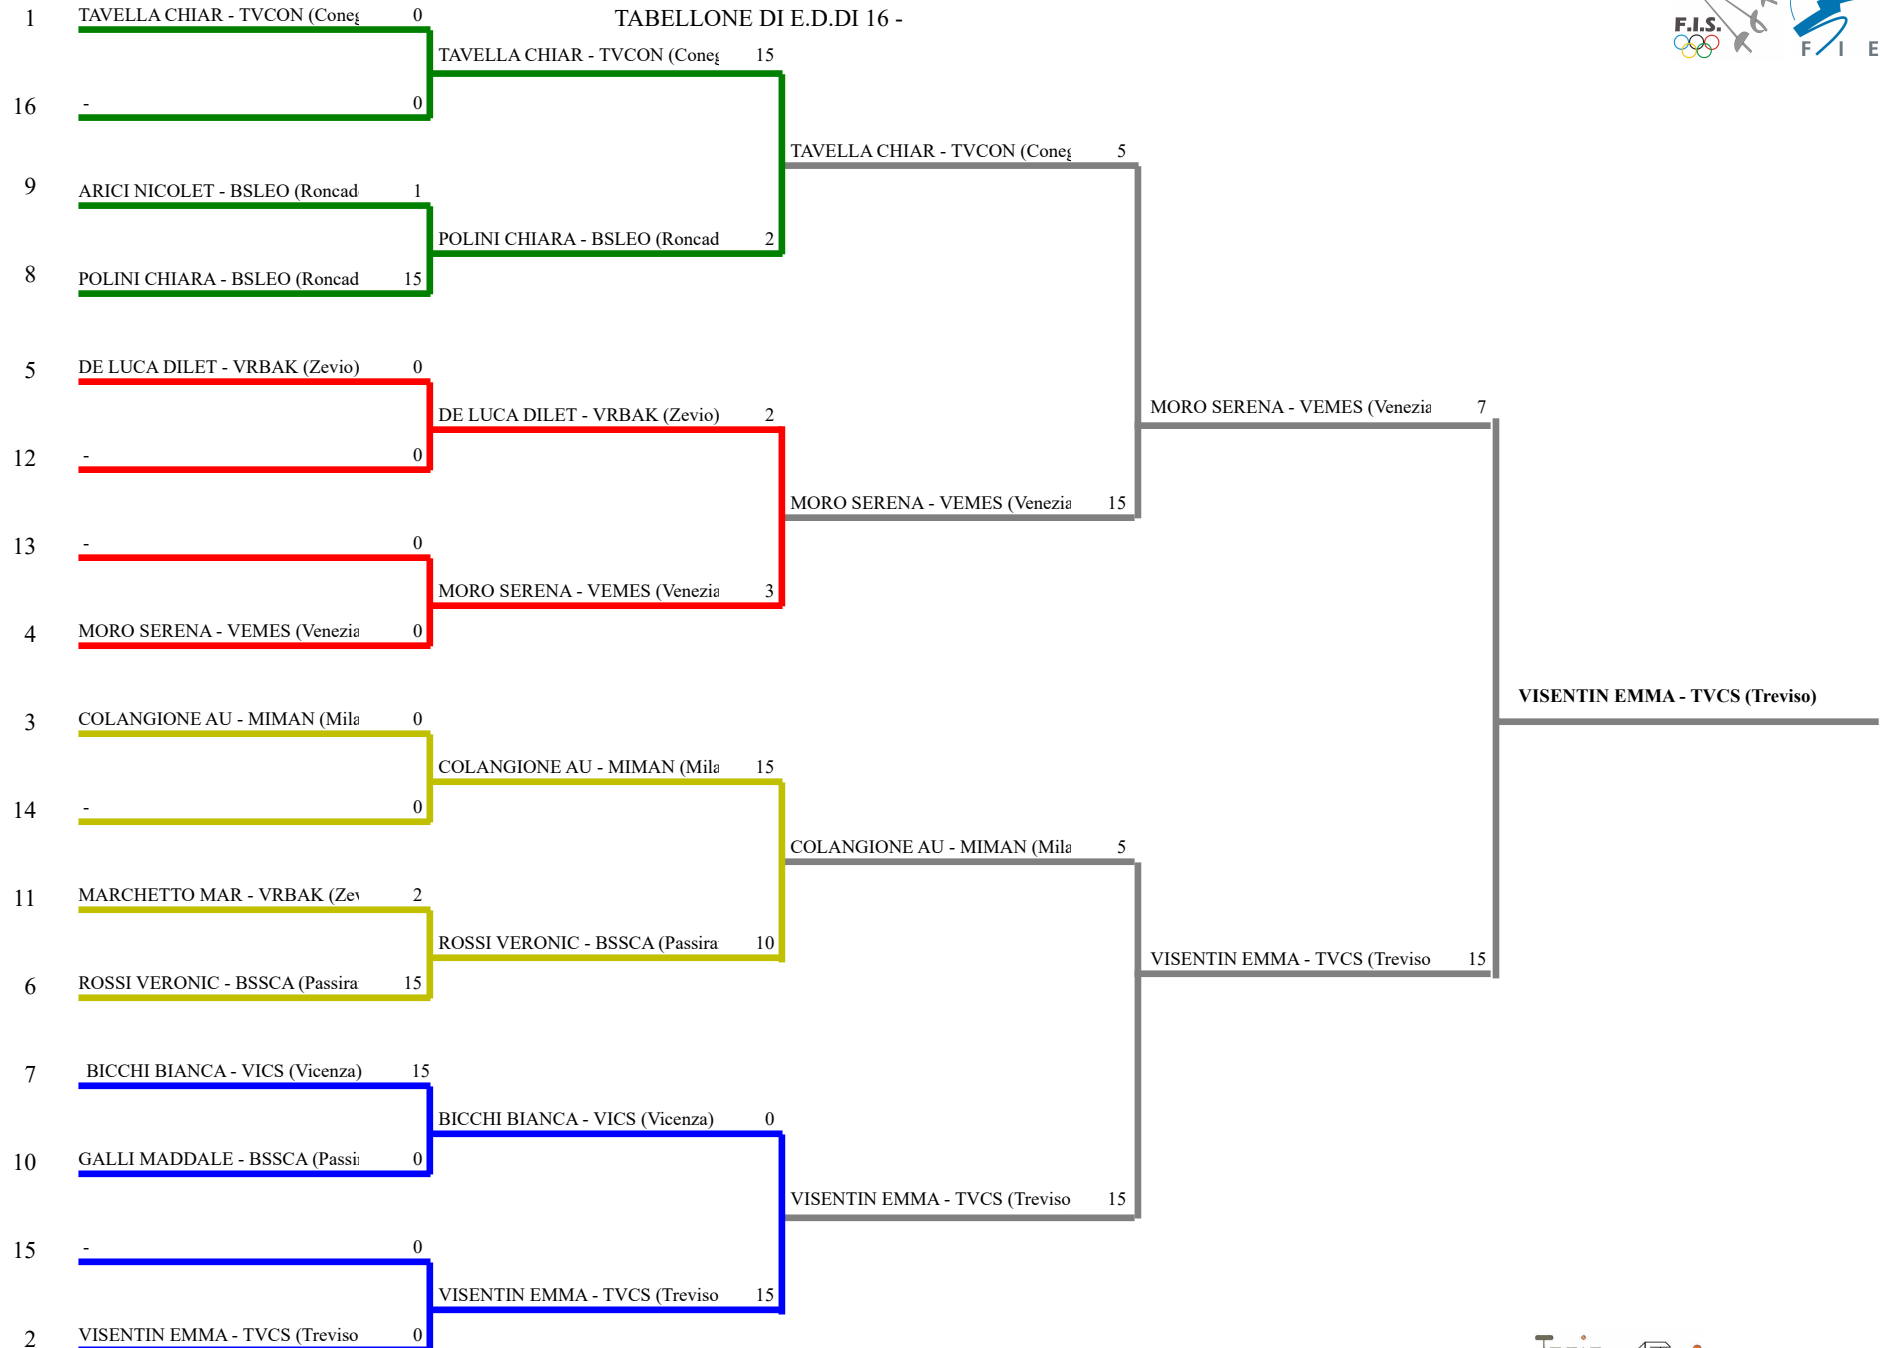 TABELLONE DI E.D.DI 16 -
F.I.S.
F I E
1 TAVELLA CHIAR - TVCON (Coneg 0
TAVELLA CHIAR - TVCON (Coneg 15
16 - 0
TAVELLA CHIAR - TVCON (Coneg 5
9 ARICI NICOLET - BSLEO (Roncad 1
POLINI CHIARA - BSLEO (Roncad 2
8 POLINI CHIARA - BSLEO (Roncad 15
5 DE LUCA DILET - VRBAK (Zevio) 0
MORO SERENA - VEMES (Venezia 7
DE LUCA DILET - VRBAK (Zevio) 2
12 - 0
MORO SERENA - VEMES (Venezia 15
13 - 0
MORO SERENA - VEMES (Venezia 3
4 MORO SERENA - VEMES (Venezia 0
VISENTIN EMMA - TVCS (Treviso)
3 COLANGIONE AU - MIMAN (Mila 0
COLANGIONE AU - MIMAN (Mila 15
14 - 0
COLANGIONE AU - MIMAN (Mila 5
11 MARCHETTO MAR - VRBAK (Zev 2
ROSSI VERONIC - BSSCA (Passira 10
VISENTIN EMMA - TVCS (Treviso 15
6 ROSSI VERONIC - BSSCA (Passira 15
7 BICCHI BIANCA - VICS (Vicenza) 15
BICCHI BIANCA - VICS (Vicenza) 0
10 GALLI MADDALE - BSSCA (Passi 0
VISENTIN EMMA - TVCS (Treviso 15
15 - 0
VISENTIN EMMA - TVCS (Treviso 15
2 VISENTIN EMMA - TVCS (Treviso 0